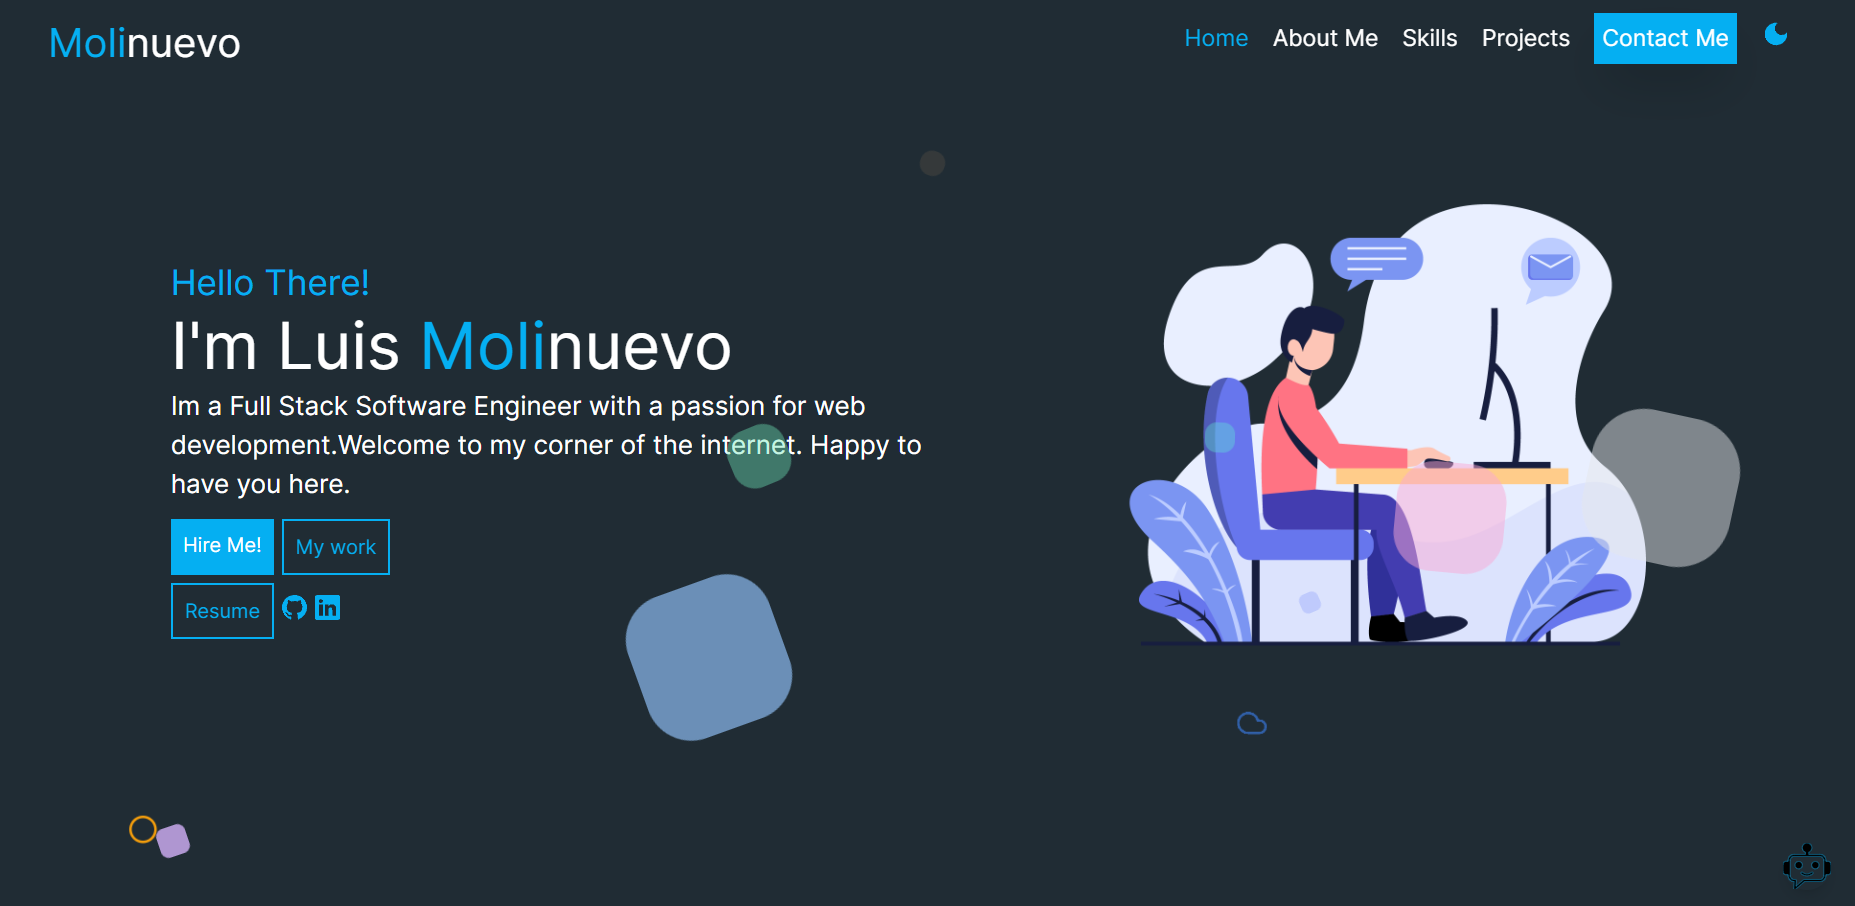 Molinuevo
Home About Me Skills Projects Contact Me
Hello There!
I'm Luis Molinuevo
Im a Full Stack Software Engineer with a passion for web
development.Welcome to my corner of the internet. Happy to
have you here.
Hire Me! My work
Resume in